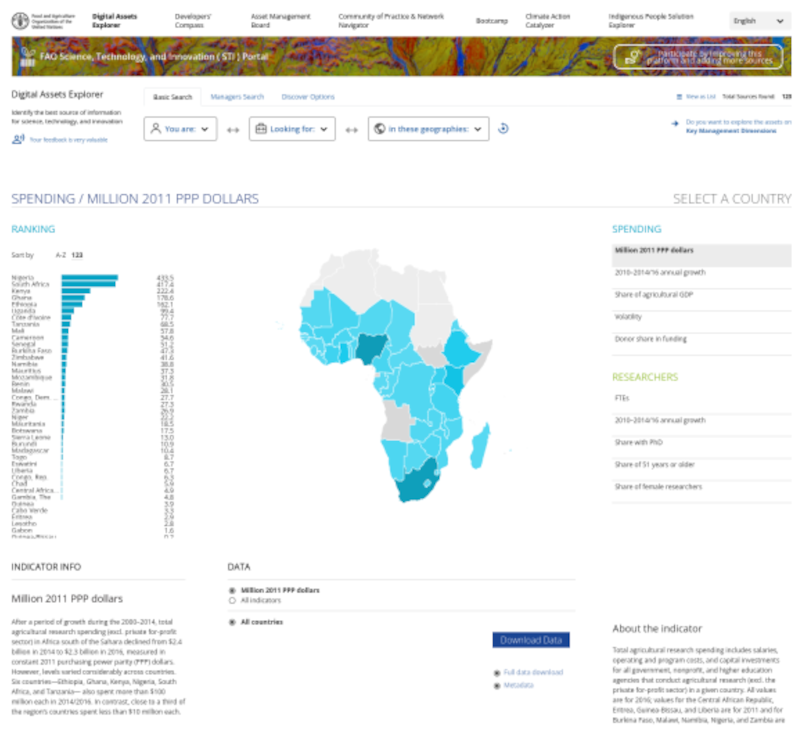 Food and Agriculture Organization of the United Nations
Digital Assets Explorer
Developers' Compass
Asset Management Board
Community of Practice & Network Navigator
Bootcamp
Climate Action Catalyzer
Indigenous People Solution Explorer
English
FAO Science, Technology, and Innovation ( STI ) Portal
Participate by improving this platform and adding more sources
Digital Assets Explorer
Basic Search
Managers Search
Discover Options
View as List
Total Sources found: 123
Identify the best source of information
for science, technology, and innovation
Your feedback is very valuable
You are:
Looking for:
in these geographies:
Do you want to explore the assets on
Key Management Dimensions
SPENDING / MILLION 2011 PPP DOLLARS
SELECT A COUNTRY
RANKING
Sort by A-Z 123
Nigeria 433.5
South Africa 417.4
Kenya 222.4
Ghana 178.6
Ethiopia 162.1
Uganda 99.4
Côte d'Ivoire 77.7
Tanzania 68.5
Mali 57.8
Cameroon 54.6
Senegal 51.2
Burkina Faso 47.3
Zimbabwe 41.6
Namibia 38.8
Mauritius 37.3
Mozambique 31.8
Benin 30.5
Malawi 28.1
Congo, Dem. ... 27.7
Rwanda 27.3
Zambia 26.9
Niger 22.2
Mauritania 18.5
Botswana 17.5
Sierra Leone 13.0
Burundi 10.9
Madagascar 10.4
Togo 8.7
Eswatini 6.7
Liberia 6.7
Congo, Rep. 6.3
Chad 5.9
Central Africa... 4.9
Gambia, The 4.8
Guinea 3.9
Cabo Verde 3.3
Eritrea 2.9
Lesotho 2.8
Gabon 1.6
Guinea-Bissau 0.2
SPENDING
Million 2011 PPP dollars
2010–2014/16 annual growth
Share of agricultural GDP
Volatility
Donor share in funding
RESEARCHERS
FTEs
2010–2014/16 annual growth
Share with PhD
Share of 51 years or older
Share of female researchers
INDICATOR INFO
Million 2011 PPP dollars
After a period of growth during the 2000–2014, total
agricultural research spending (excl. private for-profit
sector) in Africa south of the Sahara declined from $2.4
billion in 2014 to $2.3 billion in 2016, measured in
constant 2011 purchasing power parity (PPP) dollars.
However, levels varied considerably across countries.
Six countries—Ethiopia, Ghana, Kenya, Nigeria, South
Africa, and Tanzania— also spent more than $100
million each in 2014/2016. In contrast, close to a third of
the region's countries spent less than $10 million each.
DATA
Million 2011 PPP dollars
All indicators
All countries
Download Data
Full data download
Metadata
About the indicator
Total agricultural research spending includes salaries,
operating and program costs, and capital investments
for all government, nonprofit, and higher education
agencies that conduct agricultural research (excl. the
private for-profit sector) in a given country. All values
are for 2016; values for the Central African Republic,
Eritrea, Guinea-Bissau, and Liberia are for 2011 and for
Burkina Faso, Malawi, Namibia, Nigeria, and Zambia are